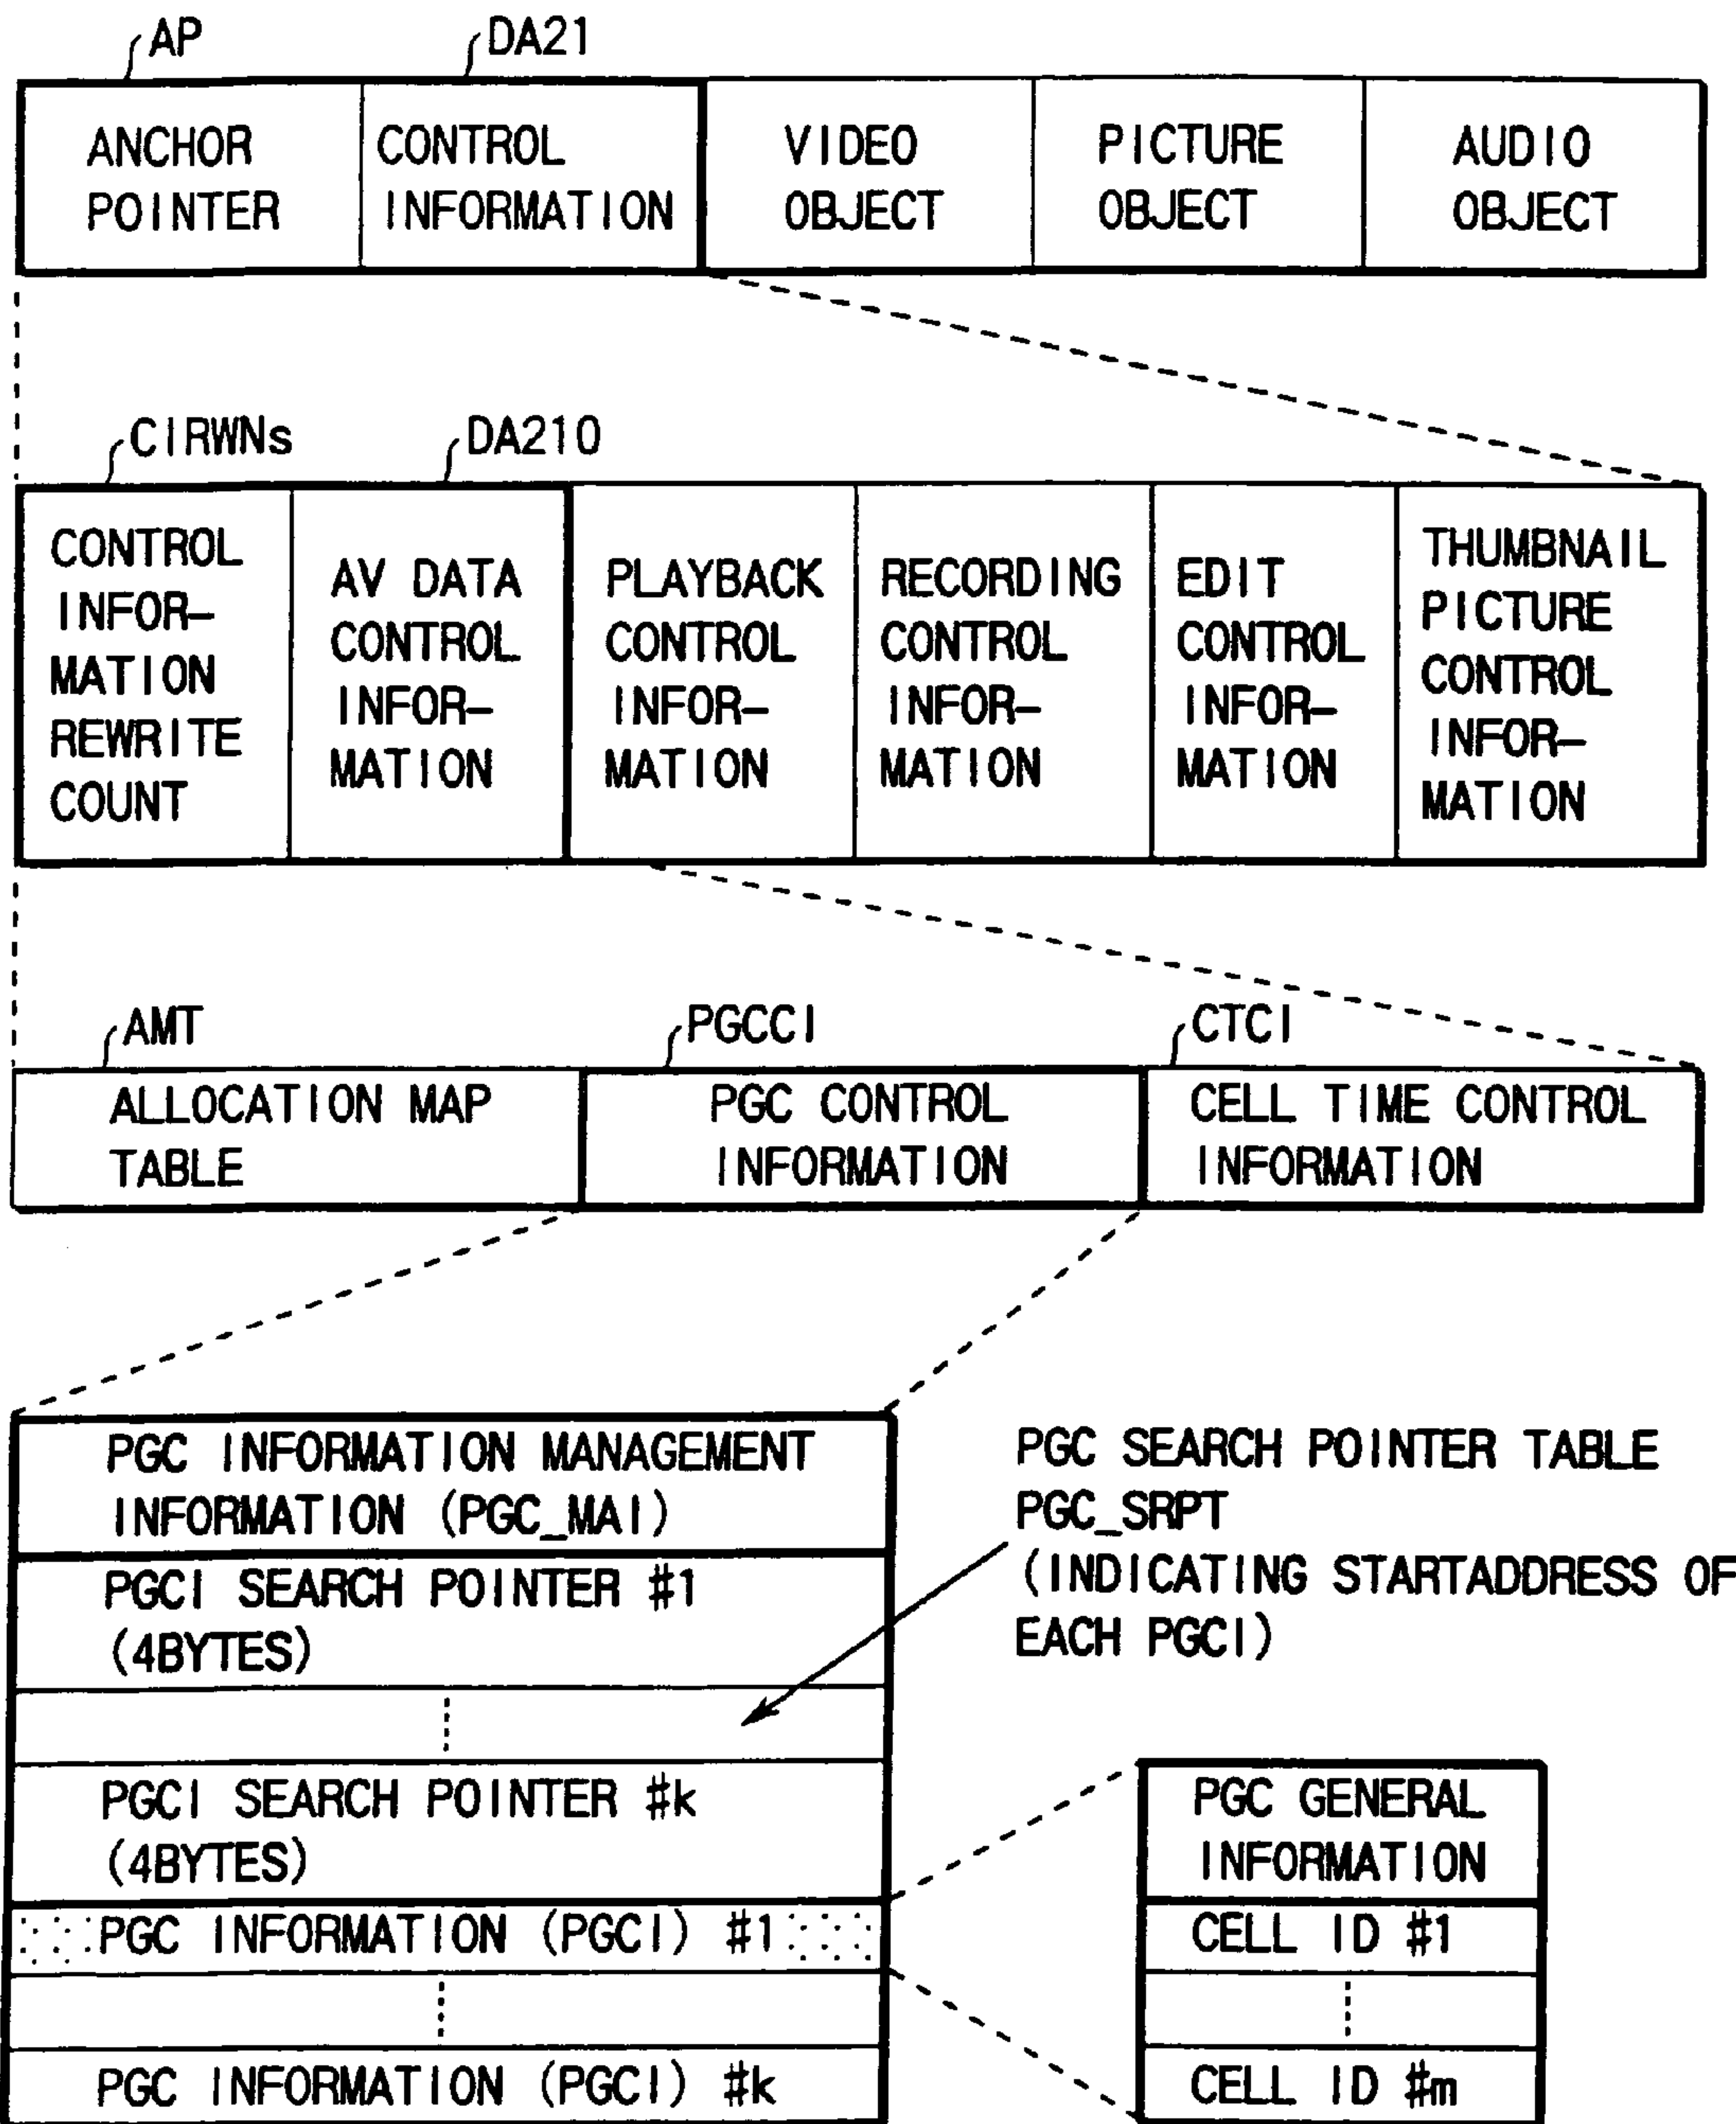 AP
DA21
ANCHOR
POINTER
CONTROL
INFORMATION
VIDEO
OBJECT
PICTURE
OBJECT
AUDIO
OBJECT
CIRWNs
DA210
CONTROL
INFOR-
MATION
REWRITE
COUNT
AV DATA
CONTROL
INFOR-
MATION
PLAYBACK
CONTROL
INFOR-
MATION
RECORDING
CONTROL
INFOR-
MATION
EDIT
CONTROL
INFOR-
MATION
THUMBNAIL
PICTURE
CONTROL
INFOR-
MATION
AMT
PGCCI
CTCI
ALLOCATION MAP
TABLE
PGC CONTROL
INFORMATION
CELL TIME CONTROL
INFORMATION
PGC INFORMATION MANAGEMENT
INFORMATION (PGC_MAI)
PGCI SEARCH POINTER #1
(4BYTES)
PGCI SEARCH POINTER #k
(4BYTES)
PGC INFORMATION (PGCI) #1
PGC INFORMATION (PGCI) #k
PGC SEARCH POINTER TABLE
PGC_SRPT
(INDICATING STARTADDRESS OF
EACH PGCI)
PGC GENERAL
INFORMATION
CELL ID #1
CELL ID #m